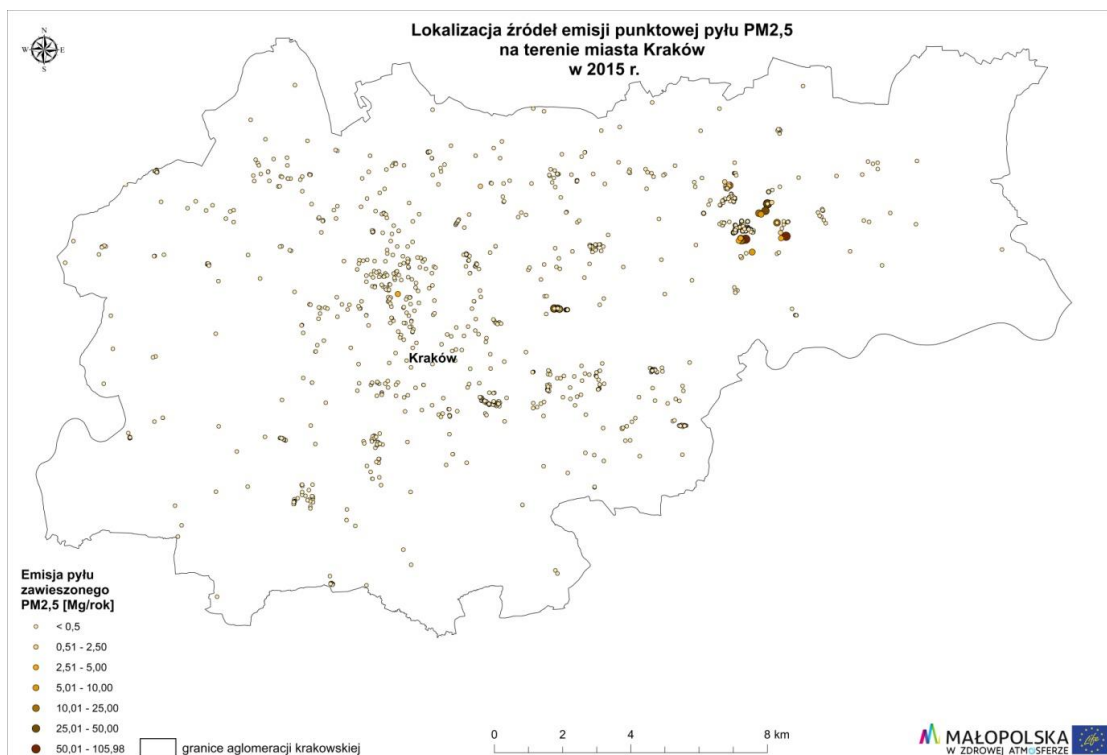 Lokalizacja źródeł emisji punktowej pyłu PM2,5
na terenie miasta Kraków
w 2015 r.
N
W E
S
Kraków
Emisja pyłu
zawieszonego
PM2,5 [Mg/rok]
< 0,5
0,51 - 2,50
2,51 - 5,00
5,01 - 10,00
10,01 - 25,00
25,01 - 50,00
50,01 - 105,98
granice aglomeracji krakowskiej
0 2 4 8 km
MAŁOPOLSKA
W ZDROWEJ ATMOSFERZE
Life